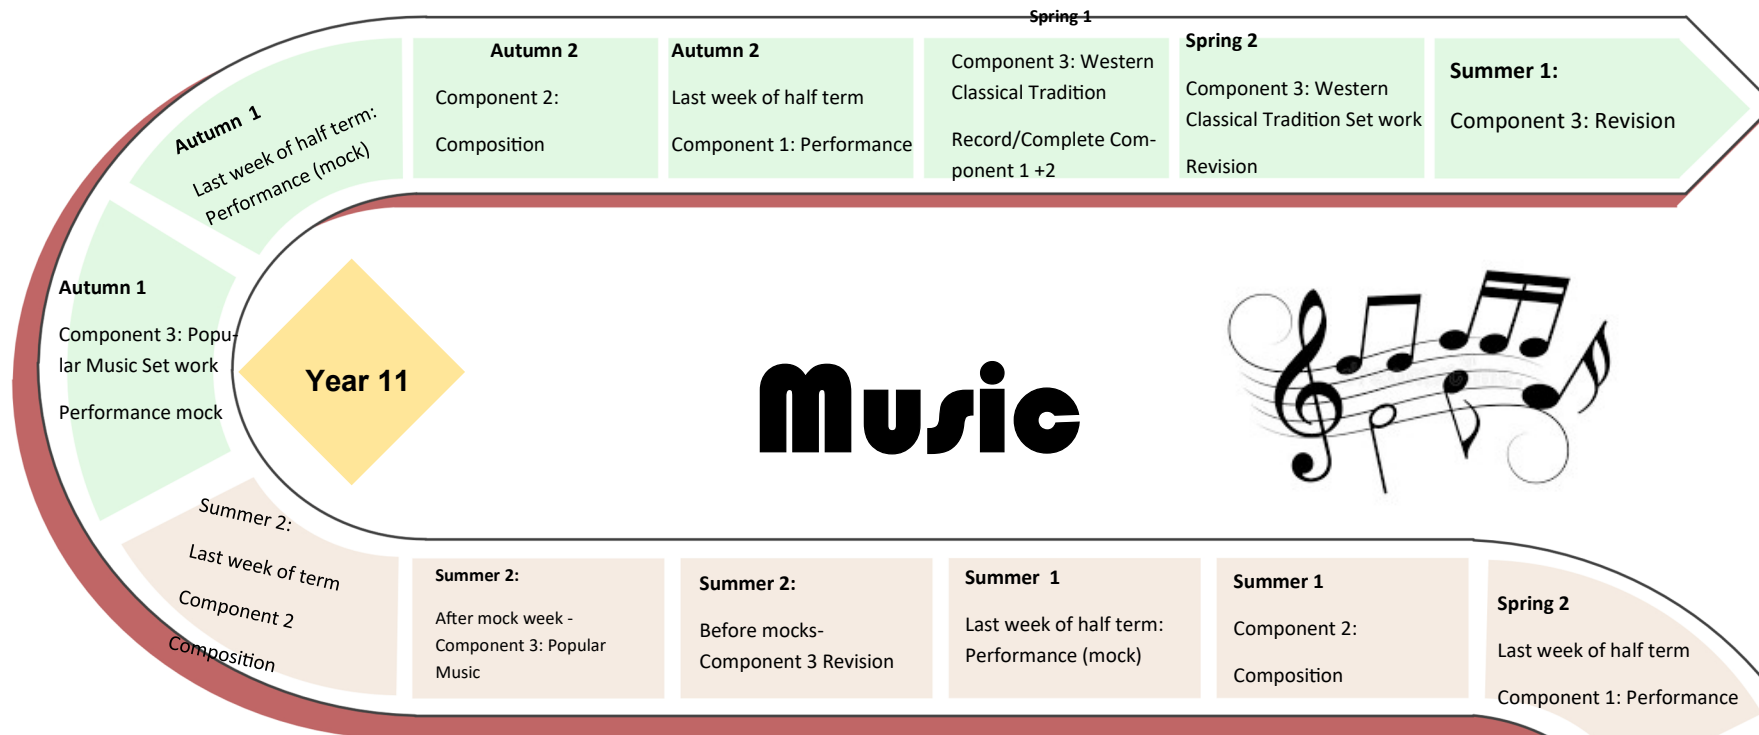 Spring 1
Autumn 1
Last week of half term:
Performance (mock)
Autumn 2
Component 2:
Composition
Autumn 2
Last week of half term
Component 1: Performance
Component 3: Western
Classical Tradition
Record/Complete Com-
ponent 1 +2
Spring 2
Component 3: Western
Classical Tradition Set work
Revision
Summer 1:
Component 3: Revision
Autumn 1
Component 3: Popu-
lar Music Set work
Performance mock
Year 11
Music
Summer 2:
Last week of term
Component 2
Composition
Summer 2:
After mock week -
Component 3: Popular
Music
Summer 2:
Before mocks-
Component 3 Revision
Summer 1
Last week of half term:
Performance (mock)
Summer 1
Component 2:
Composition
Spring 2
Last week of half term
Component 1: Performance